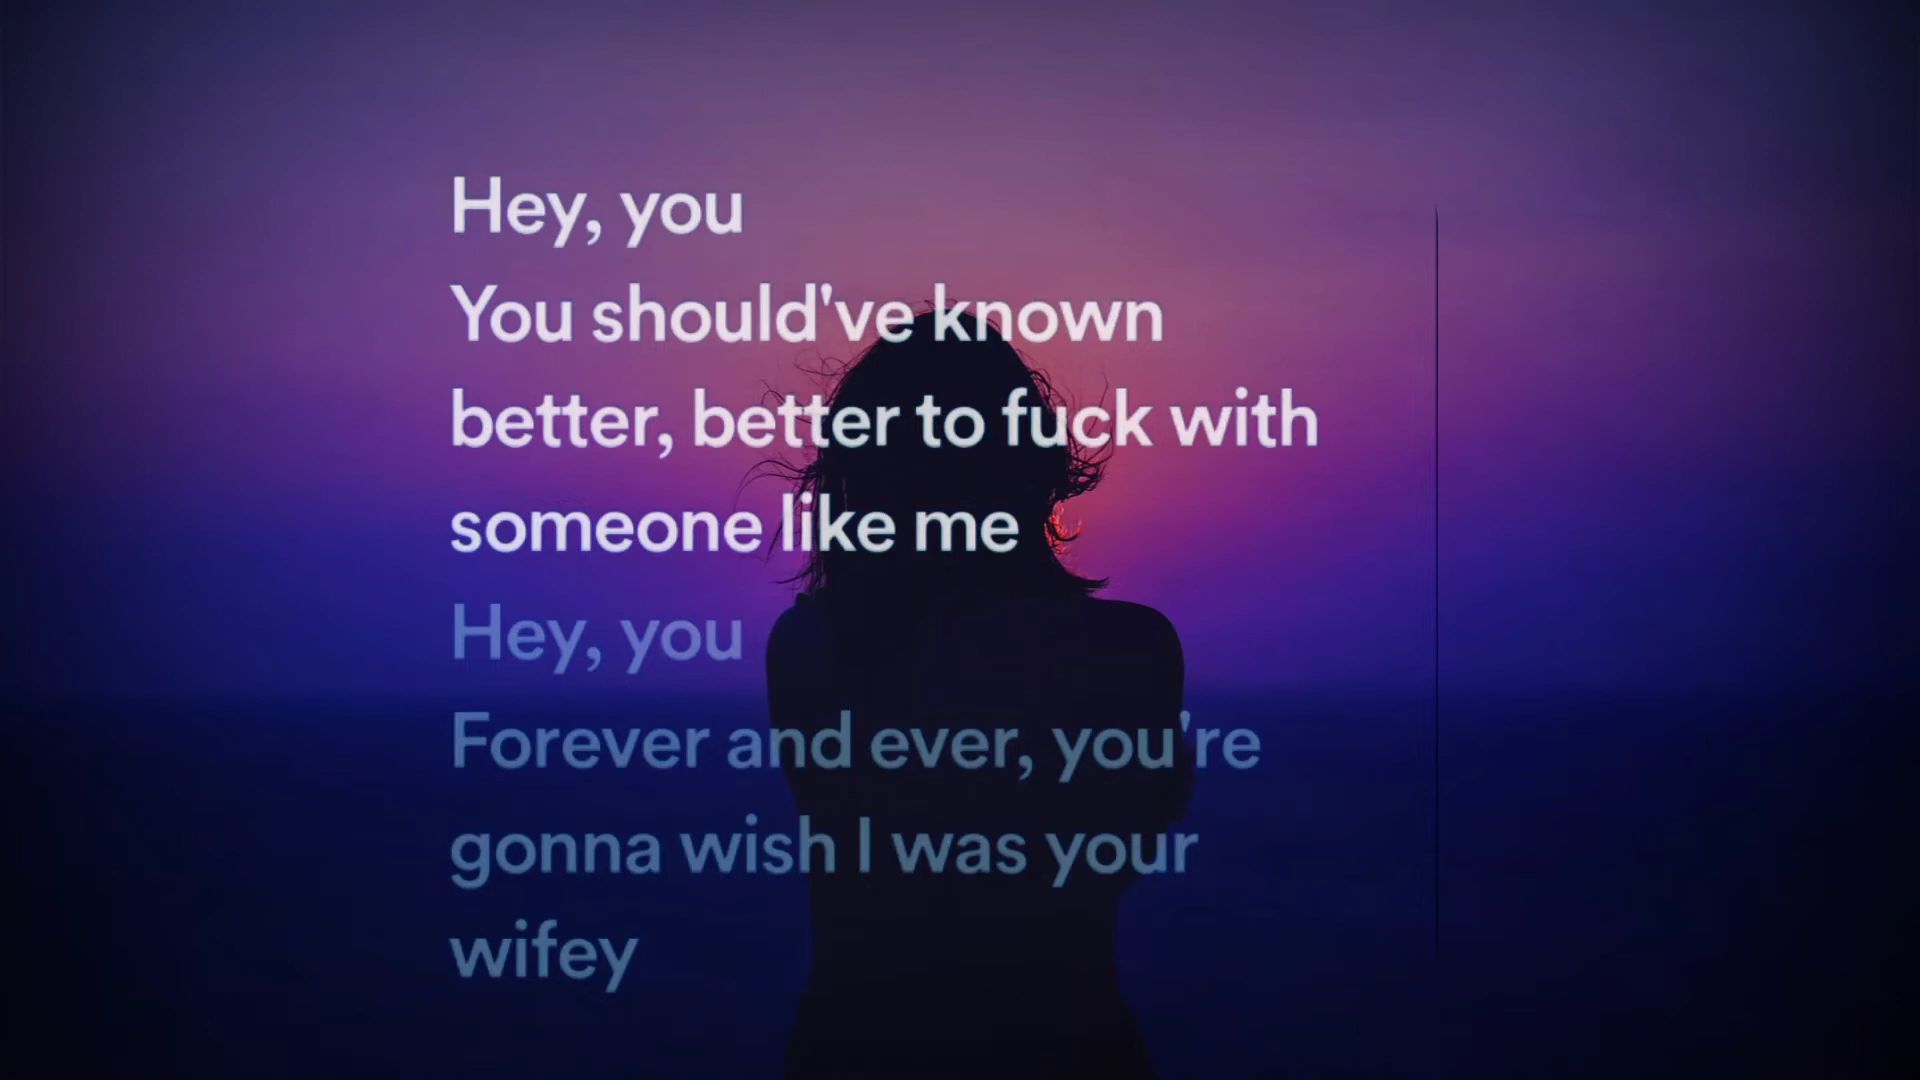 Hey, you
You should've known
better, better to fuck with
someone like me
Hey, you
Forever and ever, you're
gonna wish I was your
wifey